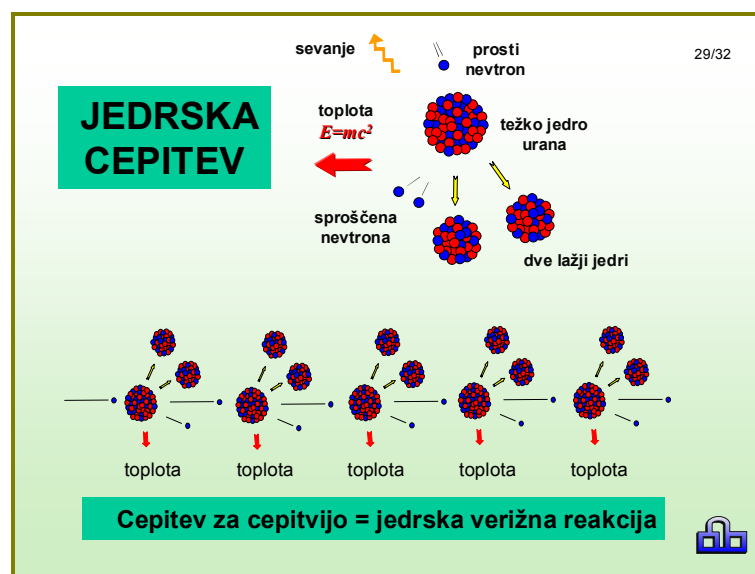 29/32
JEDRSKA
CEPITEV
sevanje
prosti
nevtron
toplota
E=mc²
težko jedro
urana
sproščena
nevtrona
dve lažji jedri
toplota
toplota
toplota
toplota
toplota
Cepitev za cepitvijo = jedrska verižna reakcija